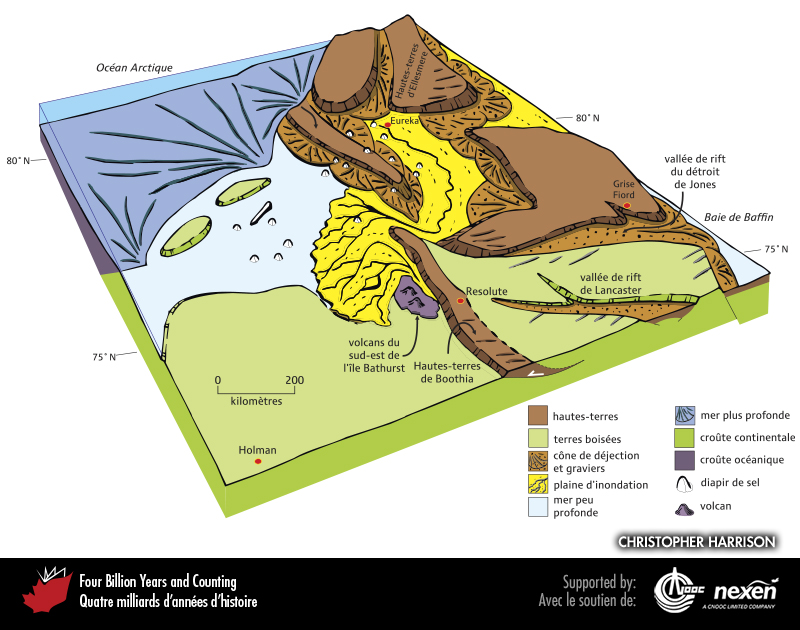 Océan Arctique
Hautes-terres
d'Ellesmere
Eureka
80° N
80° N
vallée de rift
du détroit
de Jones
Grise
Fiord
Baie de Baffin
75° N
vallée de rift
de Lancaster
Resolute
75° N
volcans du
sud-est de
l'île Bathurst
Hautes-terres
de Boothia
0
200
kilomètres
Holman
hautes-terres
terres boisées
cône de déjection
et graviers
plaine d'inondation
mer peu
profonde
mer plus profonde
croûte continentale
croûte océanique
diapir de sel
volcan
CHRISTOPHER HARRISON
Four Billion Years and Counting
Quatre milliards d'années d'histoire
Supported by:
Avec le soutien de:
CNOOC
nexen
A CNOOC LIMITED COMPANY